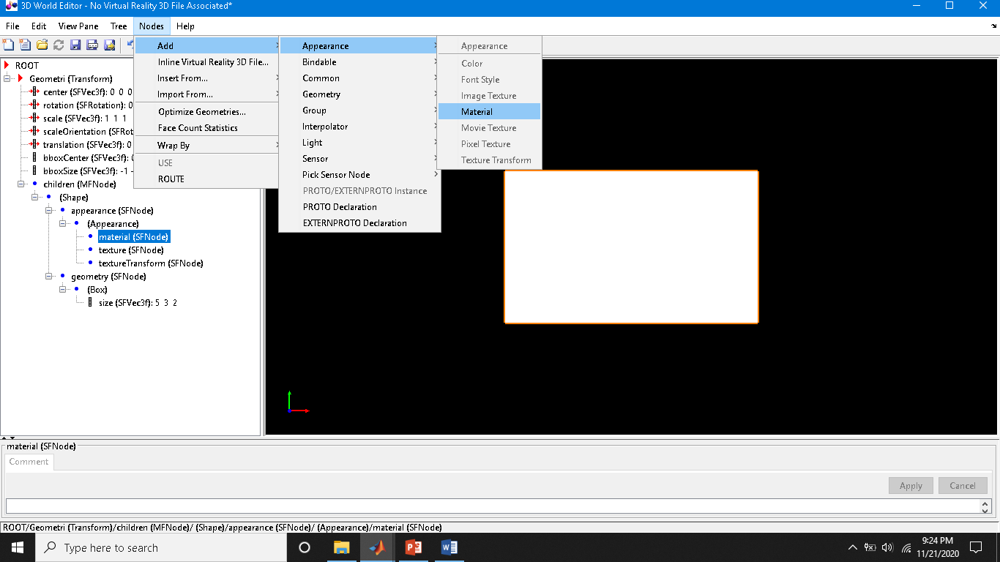 3D World Editor - No Virtual Reality 3D File Associated*
File Edit View Pane Tree Nodes Help
ROOT
Geometri (Transform)
center (SFVec3f): 0 0 0
rotation (SFRotation): 0
scale (SFVec3f): 1 1 1
scaleOrientation (SFRot
translation (SFVec3f): 0
bboxCenter (SFVec3f): 0
bboxSize (SFVec3f): -1 -
children (MFNode)
(Shape)
appearance (SFNode)
(Appearance)
material (SFNode)
texture (SFNode)
textureTransform (SFNode)
geometry (SFNode)
(Box)
size (SFVec3f): 5 3 2
Add
Inline Virtual Reality 3D File...
Insert From...
Import From...
Optimize Geometries...
Face Count Statistics
Wrap By
USE
ROUTE
Appearance
Bindable
Common
Geometry
Group
Interpolator
Light
Sensor
Pick Sensor Node
PROTO/EXTERNPROTO Instance
PROTO Declaration
EXTERNPROTO Declaration
Appearance
Color
Font Style
Image Texture
Material
Movie Texture
Pixel Texture
Texture Transform
material (SFNode)
Comment
Apply Cancel
ROOT/Geometri (Transform)/children (MFNode)/ (Shape)/appearance (SFNode)/ (Appearance)/material (SFNode)
Type here to search
9:24 PM
11/21/2020